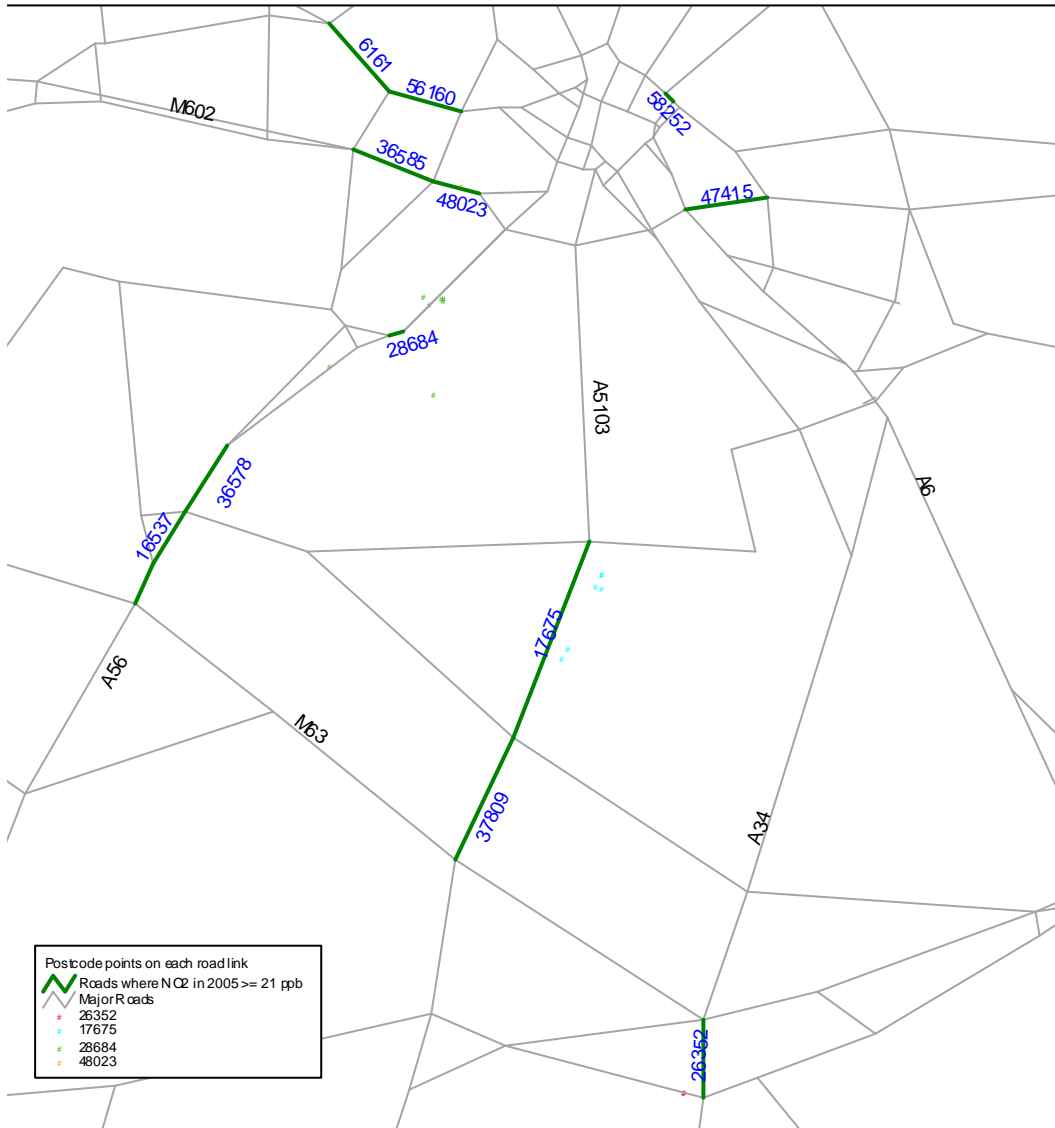 6161
56160
58252
M602
36585
47415
48023
28684
A5103
36578
A6
16537
17675
A56
M63
37809
A34
26352
Postcode points on each road link
Roads where NO2 in 2005 >= 21 ppb
Major Roads
# 26352
# 17675
# 28684
# 48023